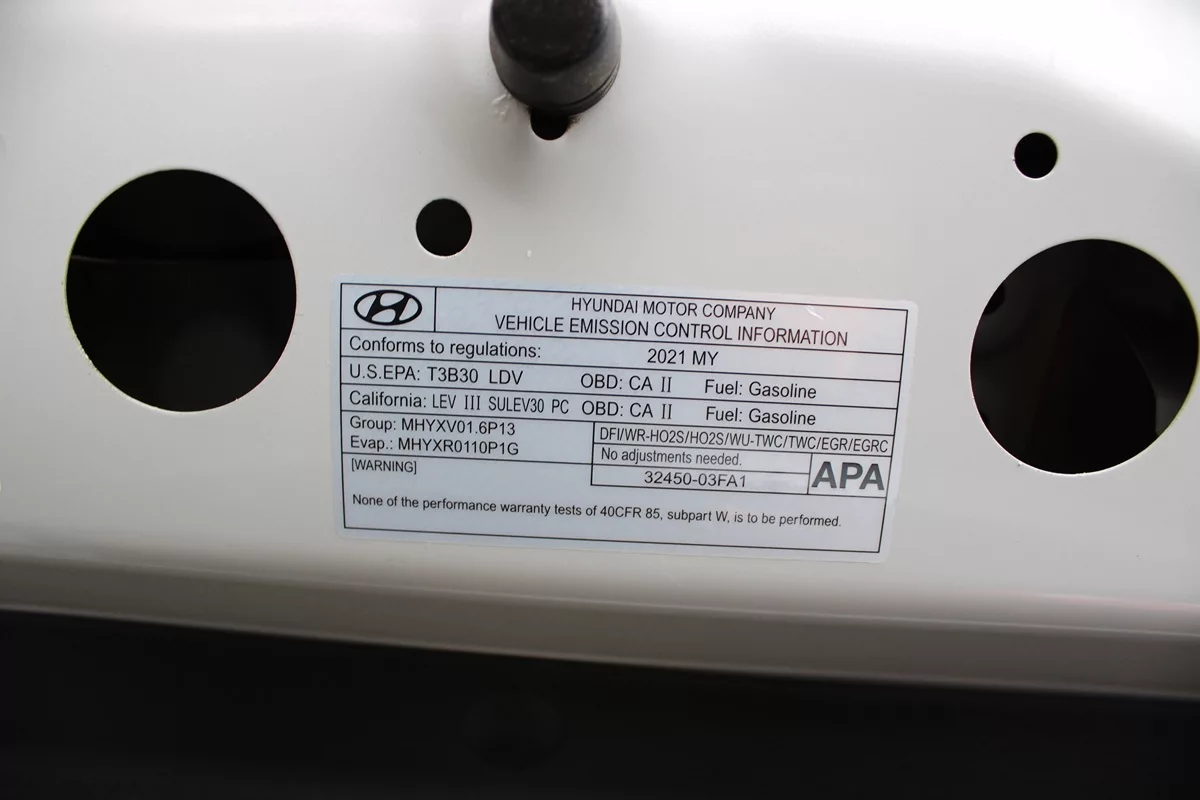 HYUNDAI MOTOR COMPANY
VEHICLE EMISSION CONTROL INFORMATION
Conforms to regulations: 2021 MY
U.S.EPA: T3B30 LDV OBD: CA II Fuel: Gasoline
California: LEV III SULEV30 PC OBD: CA II Fuel: Gasoline
Group: MHYXV01.6P13
Evap.: MHYXR0110P1G
DFI/WR-HO2S/HO2S/WU-TWC/TWC/EGR/EGRC
No adjustments needed.
32450-03FA1
APA
[WARNING]
None of the performance warranty tests of 40CFR 85, subpart W, is to be performed.